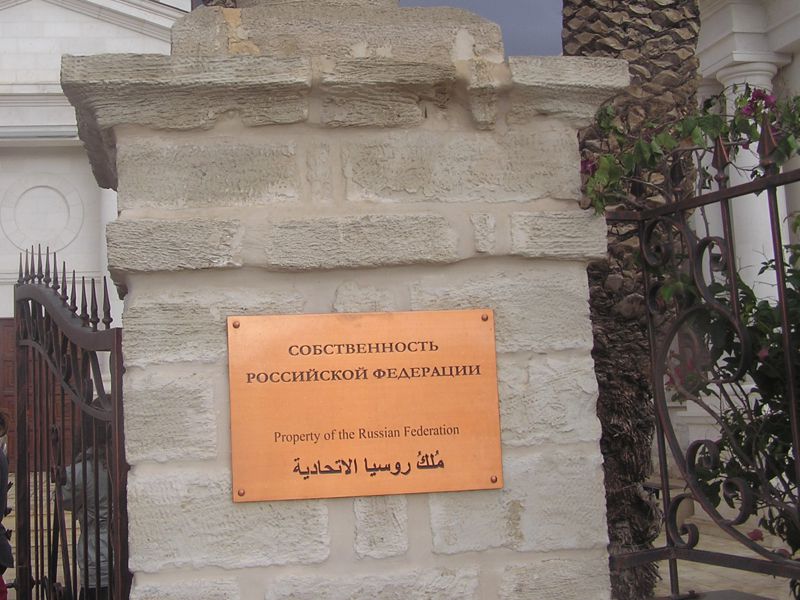 СОБСТВЕННОСТЬ
РОССИЙСКОЙ ФЕДЕРАЦИИ
Property of the Russian Federation
مُلكُ روسيا الاتحادية